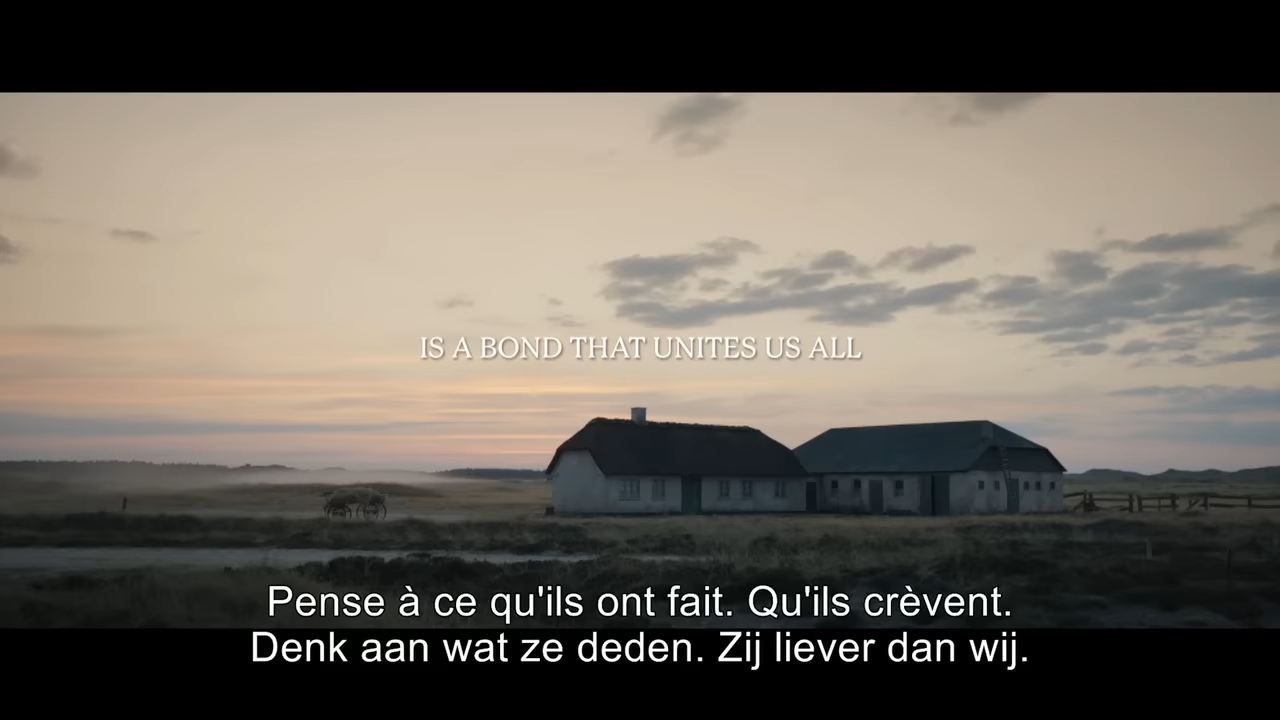 IS A BOND THAT UNITES US ALL
Pense à ce qu'ils ont fait. Qu'ils crèvent.
Denk aan wat ze deden. Zij liever dan wij.